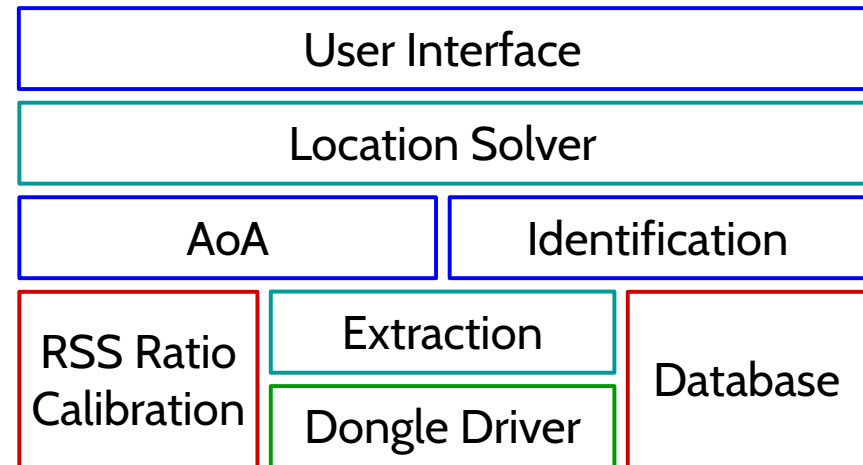 User Interface
Location Solver
AoA
Identification
RSS Ratio
Calibration
Extraction
Dongle Driver
Database